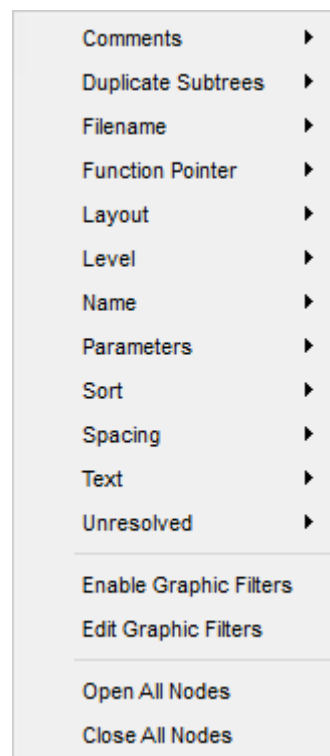 Comments
Duplicate Subtrees
Filename
Function Pointer
Layout
Level
Name
Parameters
Sort
Spacing
Text
Unresolved
Enable Graphic Filters
Edit Graphic Filters
Open All Nodes
Close All Nodes